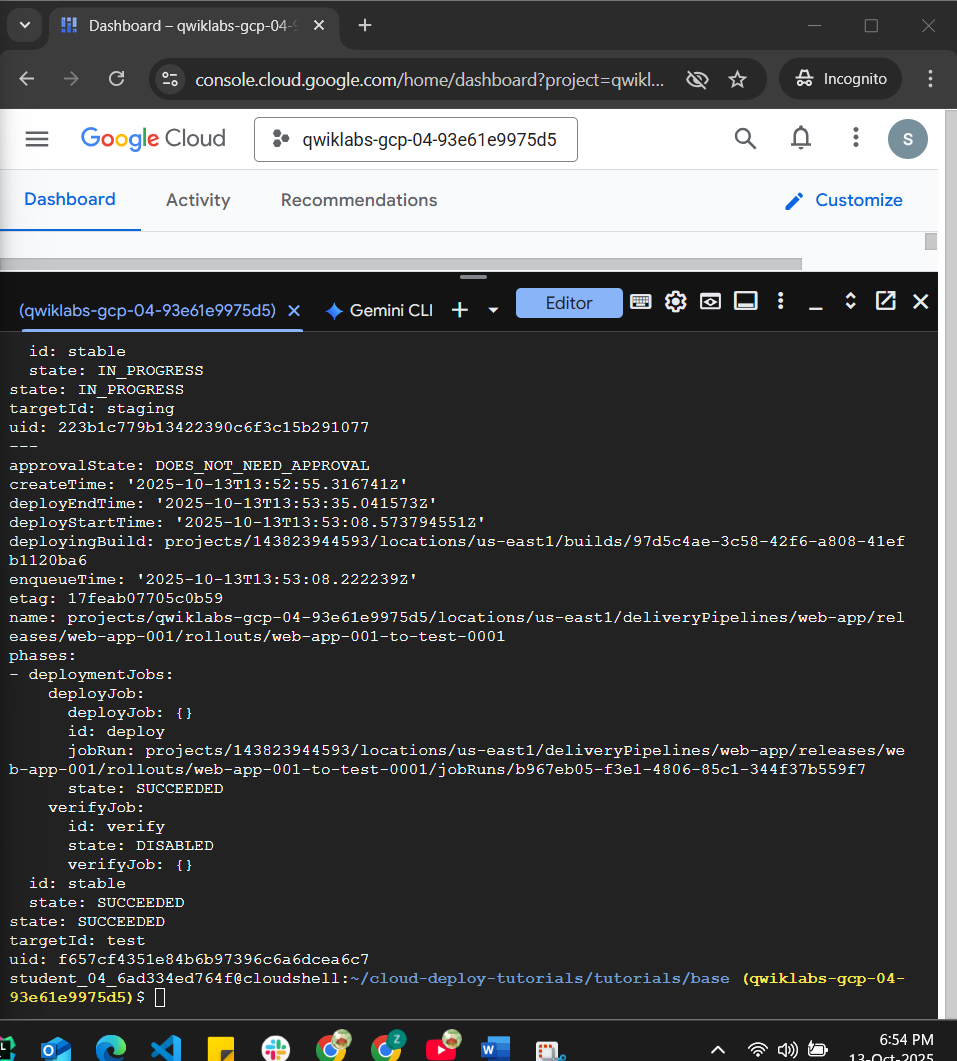 Dashboard – qwiklabs-gcp-04-9
console.cloud.google.com/home/dashboard?project=qwikl...
Incognito
Google Cloud
qwiklabs-gcp-04-93e61e9975d5
S
Dashboard
Activity
Recommendations
Customize
(qwiklabs-gcp-04-93e61e9975d5)
Gemini CLI
Editor
id: stable
state: IN_PROGRESS
state: IN_PROGRESS
targetId: staging
uid: 223b1c779b13422390c6f3c15b291077
---
approvalState: DOES_NOT_NEED_APPROVAL
createTime: '2025-10-13T13:52:55.316741Z'
deployEndTime: '2025-10-13T13:53:35.041573Z'
deployStartTime: '2025-10-13T13:53:08.573794551Z'
deployingBuild: projects/143823944593/locations/us-east1/builds/97d5c4ae-3c58-42f6-a808-41ef
b1120ba6
enqueueTime: '2025-10-13T13:53:08.222239Z'
etag: 17feab07705c0b59
name: projects/qwiklabs-gcp-04-93e61e9975d5/locations/us-east1/deliveryPipelines/web-app/rel
eases/web-app-001/rollouts/web-app-001-to-test-0001
phases:
- deploymentJobs:
deployJob:
deployJob: {}
id: deploy
jobRun: projects/143823944593/locations/us-east1/deliveryPipelines/web-app/releases/we
b-app-001/rollouts/web-app-001-to-test-0001/jobRuns/b967eb05-f3e1-4806-85c1-344f37b559f7
state: SUCCEEDED
verifyJob:
id: verify
state: DISABLED
verifyJob: {}
id: stable
state: SUCCEEDED
state: SUCCEEDED
targetId: test
uid: f657cf4351e84b6b97396c6a6dcea6c7
student_04_6ad334ed764f@cloudshell:~/cloud-deploy-tutorials/tutorials/base (qwiklabs-gcp-04-
93e61e9975d5)$
6:54 PM
13-Oct-2025